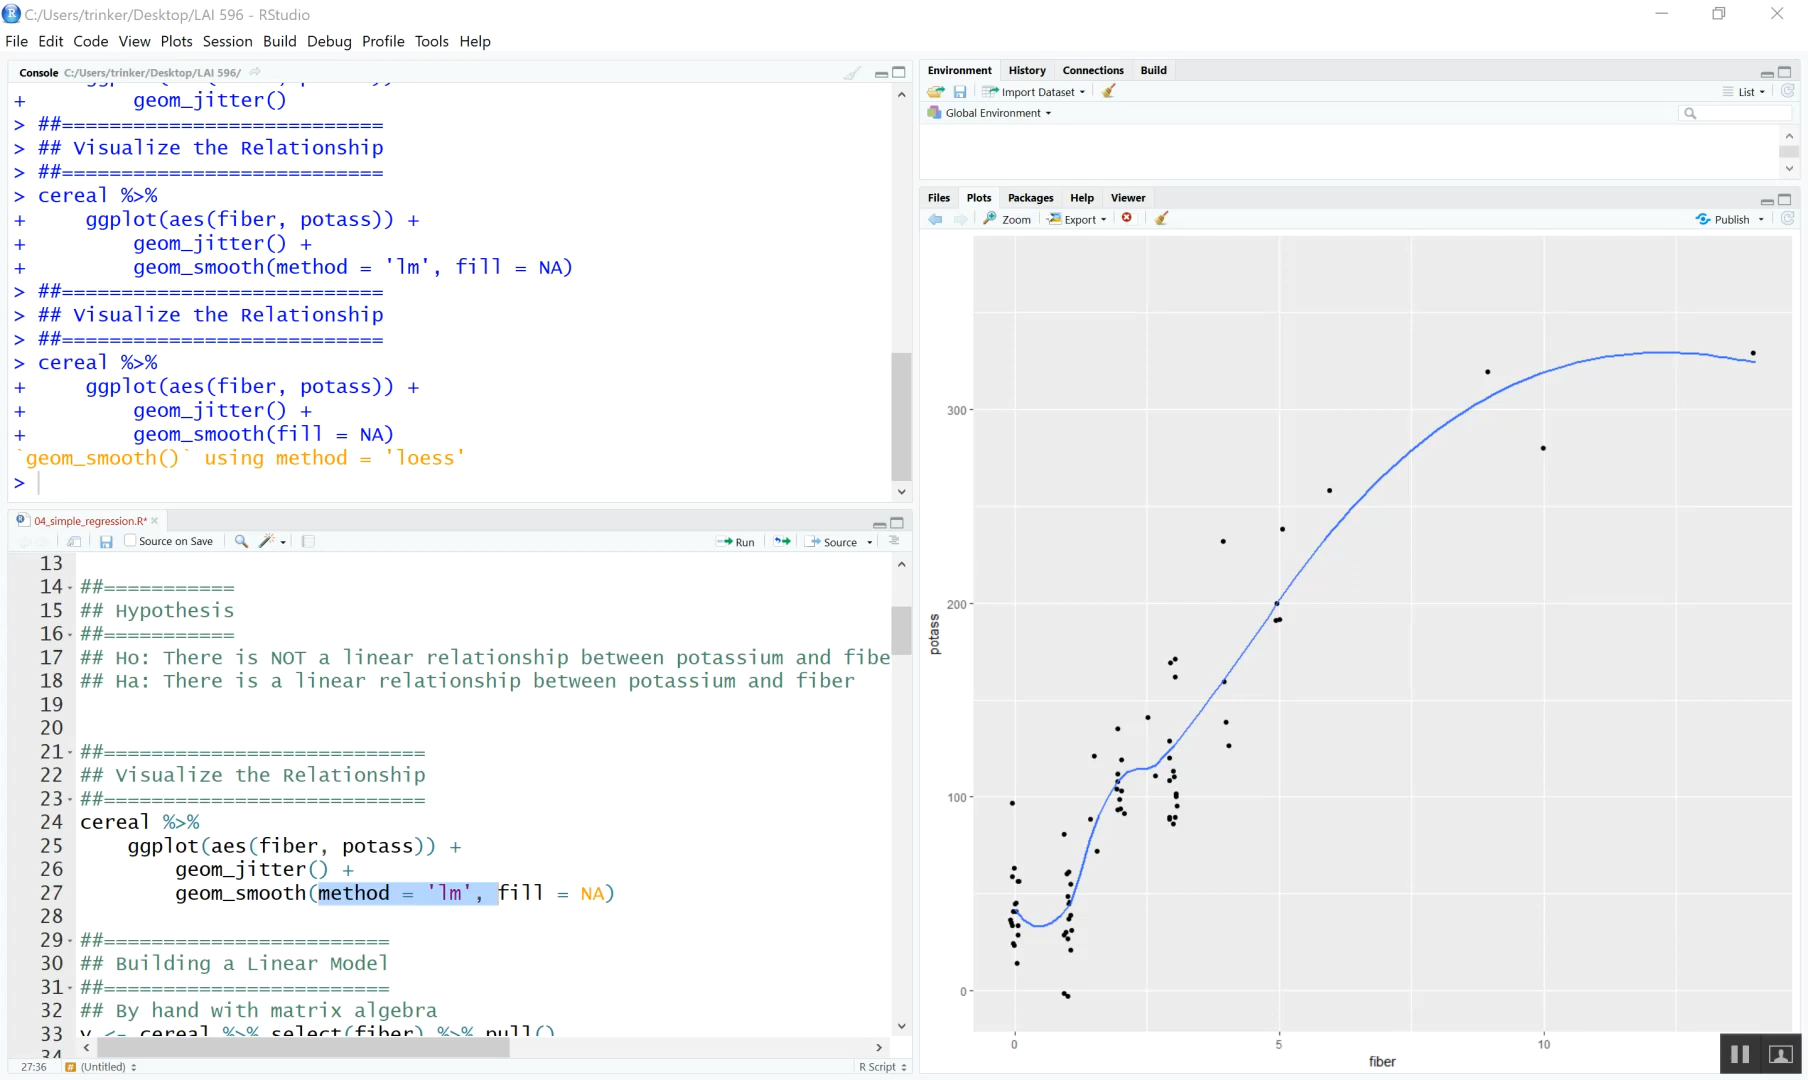 C:/Users/trinker/Desktop/LAI 596 - RStudio
File Edit Code View Plots Session Build Debug Profile Tools Help
Console C:/Users/trinker/Desktop/LAI 596/
+         geom_jitter()
> ##===========================
> ## Visualize the Relationship
> ##===========================
> cereal %>%
+     ggplot(aes(fiber, potass)) +
+         geom_jitter() +
+         geom_smooth(method = 'lm', fill = NA)
> ##===========================
> ## Visualize the Relationship
> ##===========================
> cereal %>%
+     ggplot(aes(fiber, potass)) +
+         geom_jitter() +
+         geom_smooth(fill = NA)
`geom_smooth()` using method = 'loess'
>
04_simple_regression.R*
Source on Save Run Source
13
14 ##===========
15 ## Hypothesis
16 ##===========
17 ## Ho: There is NOT a linear relationship between potassium and fibe
18 ## Ha: There is a linear relationship between potassium and fiber
19
20
21 ##===========================
22 ## Visualize the Relationship
23 ##===========================
24 cereal %>%
25     ggplot(aes(fiber, potass)) +
26         geom_jitter() +
27         geom_smooth(method = 'lm', fill = NA)
28
29 ##========================
30 ## Building a Linear Model
31 ##========================
32 ## By hand with matrix algebra
33 y <- cereal %>% select(fiber) %>% pull()
34
27:36 # (Untitled) R Script
Environment History Connections Build
Import Dataset List
Global Environment
Files Plots Packages Help Viewer
Zoom Export Publish
300
200
100
0
potass
0 5 10
fiber